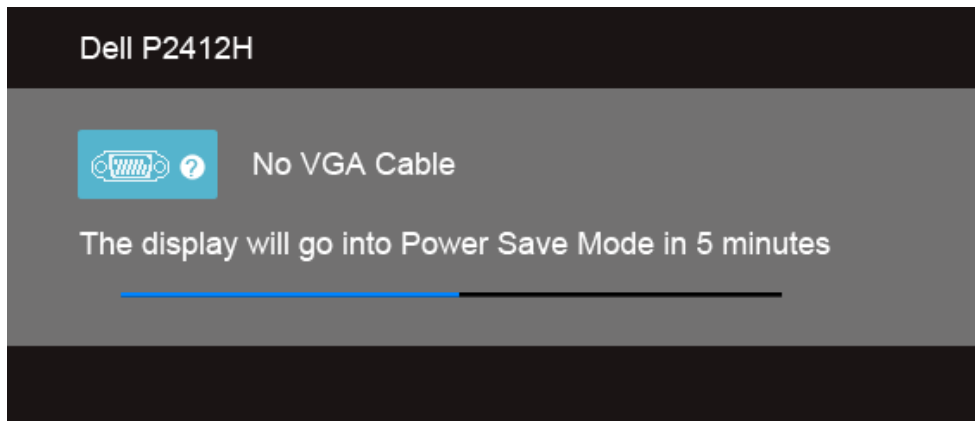 Dell P2412H
No VGA Cable
The display will go into Power Save Mode in 5 minutes